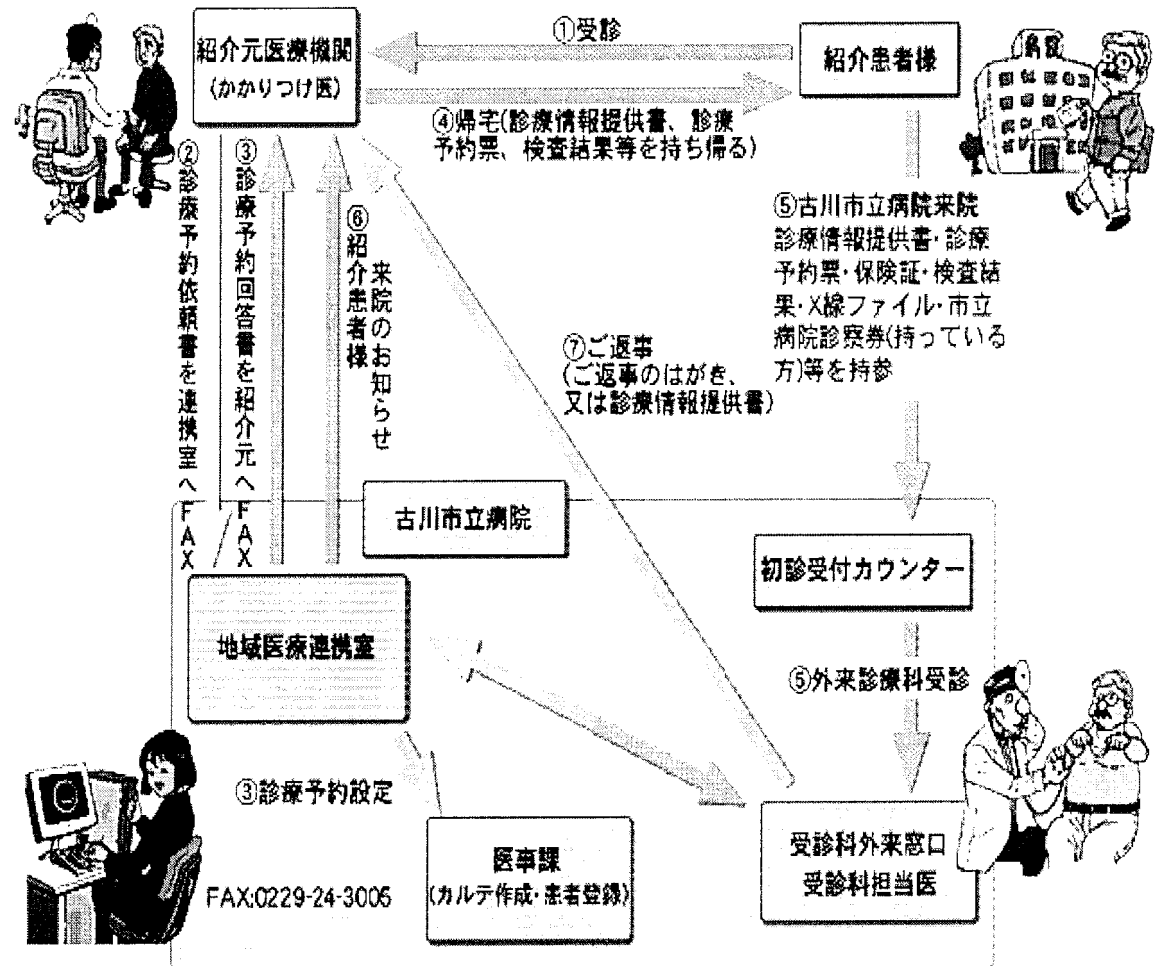 紹介元医療機関
(かかりつけ医)
①受診
紹介患者様
④帰宅(診療情報提供書、診療
予約票、検査結果等を持ち帰る)
②診療予約依頼書を連携室へFAX
③診療予約回答書を紹介元へFAX
⑥紹介患者様
来院のお知らせ
⑤古川市立病院来院
診療情報提供書・診療
予約票・保険証・検査結
果・X線ファイル・市立
病院診察券(持っている
方)等を持参
⑦ご返事
(ご返事のはがき、
又は診療情報提供書)
古川市立病院
初診受付カウンター
地域医療連携室
⑤外来診療科受診
③診療予約設定
FAX:0229-24-3005
医事課
(カルテ作成・患者登録)
受診科外来窓口
受診科担当医